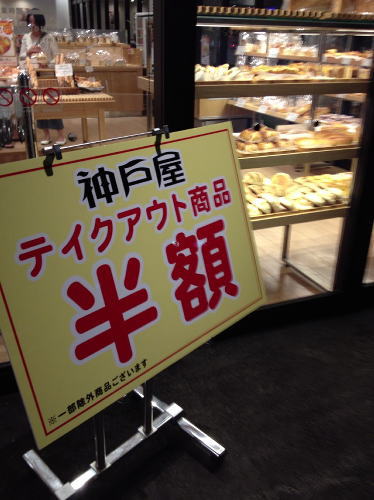 神戸屋
テイクアウト商品
半額
※一部除外商品ございます